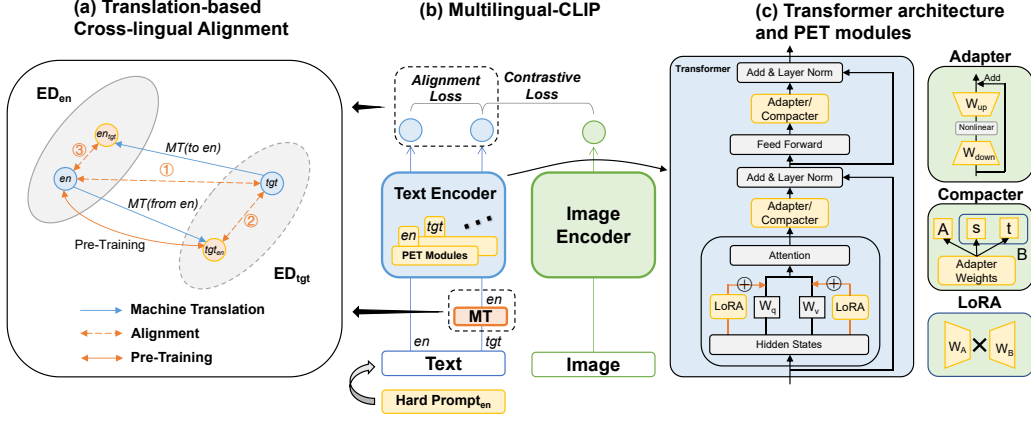 (a) Translation-based
Cross-lingual Alignment
ED_en
en_tgt
③
MT(to en)
①
en
tgt
MT(from en)
②
Pre-Training
tgt_en
ED_tgt
Machine Translation
Alignment
Pre-Training
(b) Multilingual-CLIP
Alignment
Loss
Contrastive
Loss
Text Encoder
en
tgt
PET Modules
Image
Encoder
en
MT
en
tgt
Text
Image
Hard Prompt_en
(c) Transformer architecture
and PET modules
Transformer
Add & Layer Norm
Adapter/
Compacter
Feed Forward
Add & Layer Norm
Adapter/
Compacter
Attention
LoRA
W_q
W_v
LoRA
Hidden States
Adapter
Add
W_up
Nonlinear
W_down
Compacter
A
s
t
B
Adapter
Weights
LoRA
W_A
×
W_B